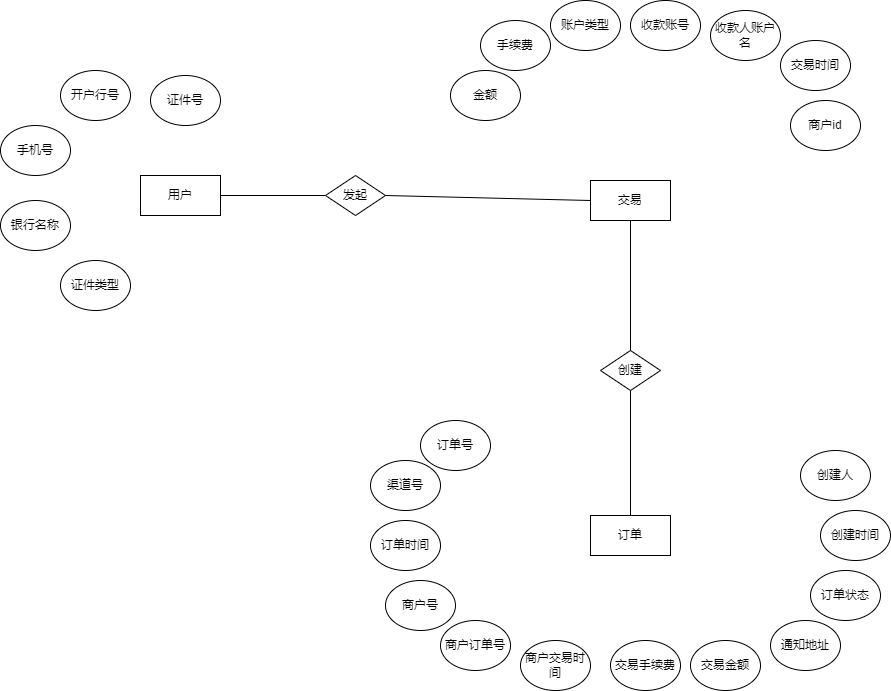 账户类型
收款账号
收款人账户
名
手续费
交易时间
金额
商户id
开户行号
证件号
手机号
银行名称
证件类型
用户
发起
交易
创建
订单
订单号
渠道号
订单时间
商户号
商户订单号
商户交易时
间
交易手续费
交易金额
通知地址
订单状态
创建时间
创建人